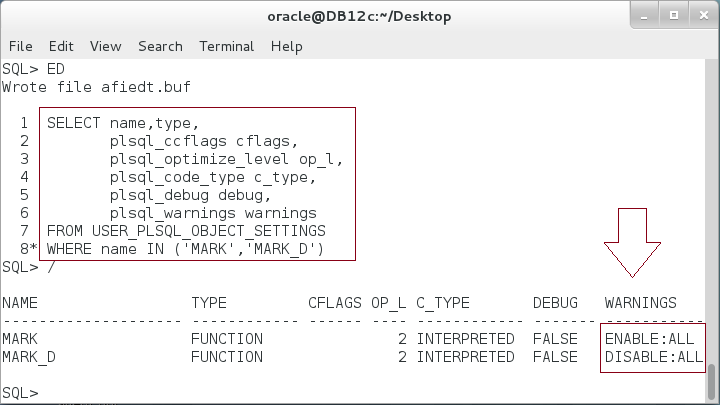 oracle@DB12c:~/Desktop
File Edit View Search Terminal Help
SQL> ED
Wrote file afiedt.buf
1 SELECT name,type,
2 plsql_ccflags cflags,
3 plsql_optimize_level op_l,
4 plsql_code_type c_type,
5 plsql_debug debug,
6 plsql_warnings warnings
7 FROM USER_PLSQL_OBJECT_SETTINGS
8* WHERE name IN ('MARK','MARK_D')
SQL> /
NAME TYPE CFLAGS OP_L C_TYPE DEBUG WARNINGS
-------------------- ------------ ------ ---- ------------ ------- -----------
MARK FUNCTION 2 INTERPRETED FALSE ENABLE:ALL
MARK_D FUNCTION 2 INTERPRETED FALSE DISABLE:ALL
SQL>